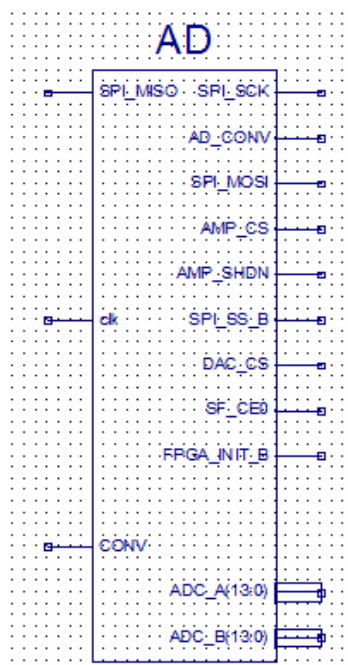 AD
SPI_MISO SPI_SCK
AD_CONV
SPI_MOSI
AMP_CS
AMP_SHDN
clk SPI_SS_B
DAC_CS
SF_CE0
FPGA_INIT_B
CONV
ADC_A(13:0)
ADC_B(13:0)